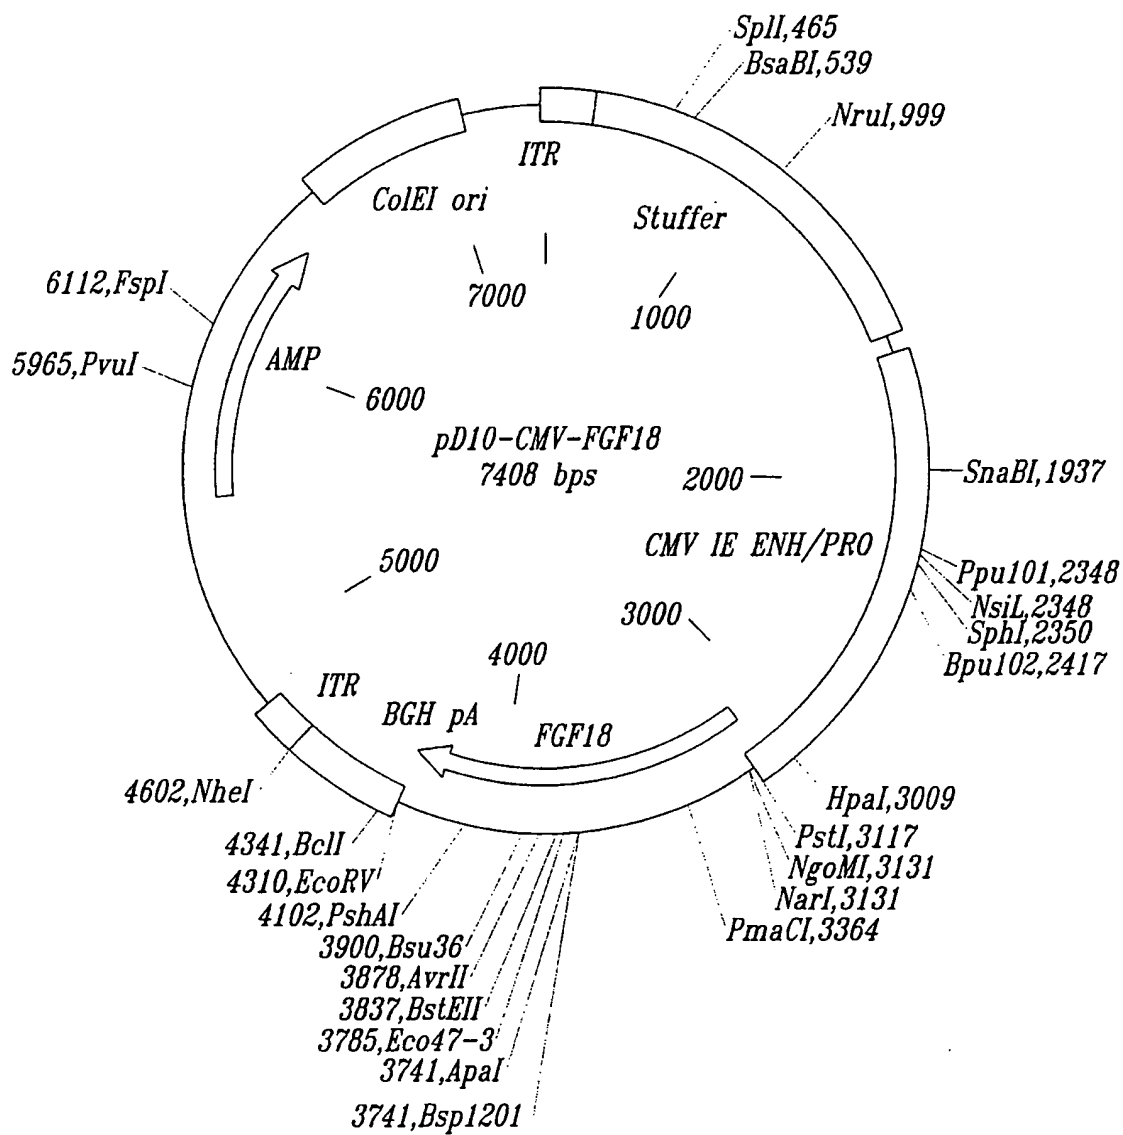 SplI,465
BsaBI,539
NruI,999
ITR
ColEI ori
Stuffer
7000
1000
6112,FspI
5965,PvuI
AMP
6000
pD10-CMV-FGF18
7408 bps
2000
SnaBI,1937
CMV IE ENH/PRO
5000
Ppu101,2348
NsiL,2348
SphI,2350
Bpu102,2417
3000
4000
ITR
BGH pA
FGF18
4602,NheI
HpaI,3009
PstI,3117
NgoMI,3131
NarI,3131
PmaCI,3364
4341,BclI
4310,EcoRV
4102,PshAI
3900,Bsu36
3878,AvrII
3837,BstEII
3785,Eco47-3
3741,ApaI
3741,Bsp1201